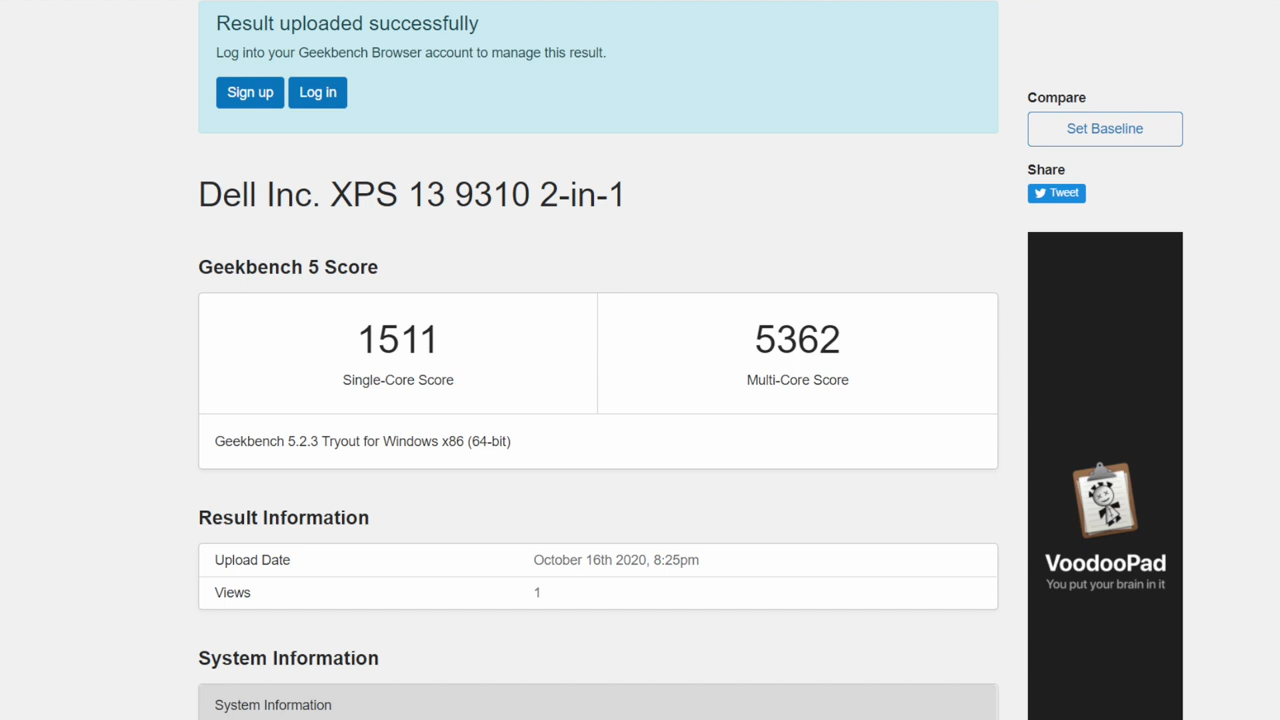 Result uploaded successfully
Log into your Geekbench Browser account to manage this result.
Sign up Log in
Compare
Set Baseline
Share
Tweet
Dell Inc. XPS 13 9310 2-in-1
Geekbench 5 Score
1511 5362
Single-Core Score Multi-Core Score
Geekbench 5.2.3 Tryout for Windows x86 (64-bit)
Result Information
Upload Date October 16th 2020, 8:25pm
Views 1
System Information
System Information
VoodooPad
You put your brain in it